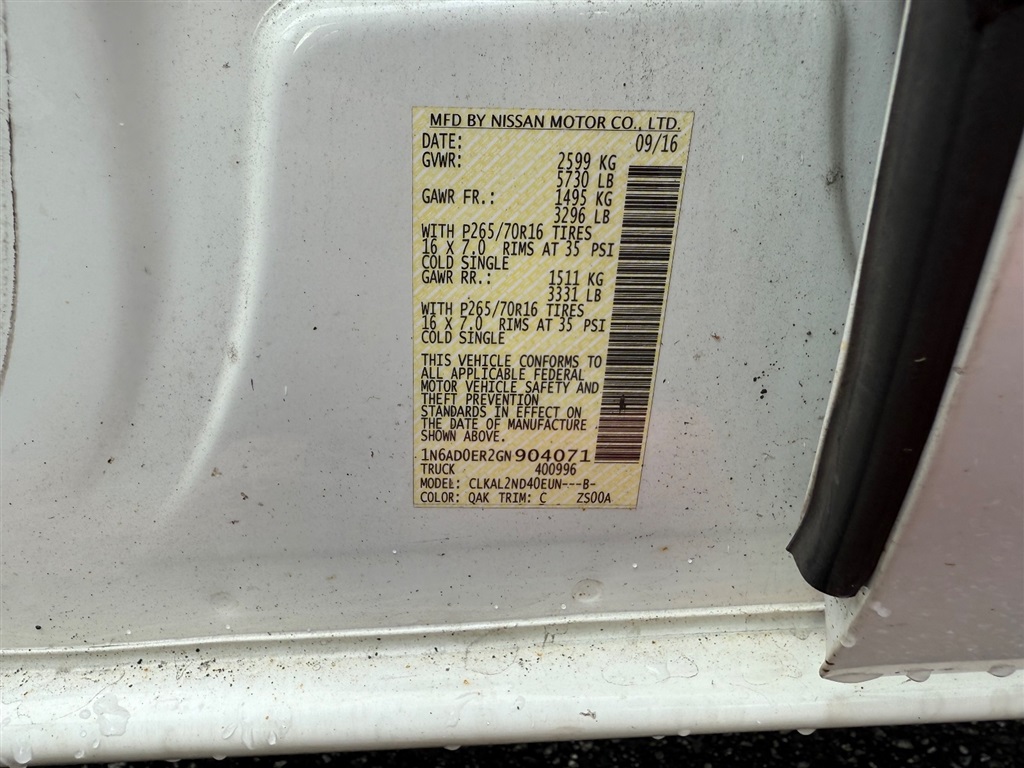 MFD BY NISSAN MOTOR CO., LTD.
DATE: 09/16
GVWR: 2599 KG
5730 LB
GAWR FR.: 1495 KG
3296 LB
WITH P265/70R16 TIRES
16 X 7.0 RIMS AT 35 PSI
COLD SINGLE
GAWR RR.: 1511 KG
3331 LB
WITH P265/70R16 TIRES
16 X 7.0 RIMS AT 35 PSI
COLD SINGLE
THIS VEHICLE CONFORMS TO
ALL APPLICABLE FEDERAL
MOTOR VEHICLE SAFETY AND
THEFT PREVENTION
STANDARDS IN EFFECT ON
THE DATE OF MANUFACTURE
SHOWN ABOVE.
1N6AD0ER2GN904071
TRUCK 400996
MODEL: CLKAL2ND40EUN---B-
COLOR: QAK TRIM: C ZS00A